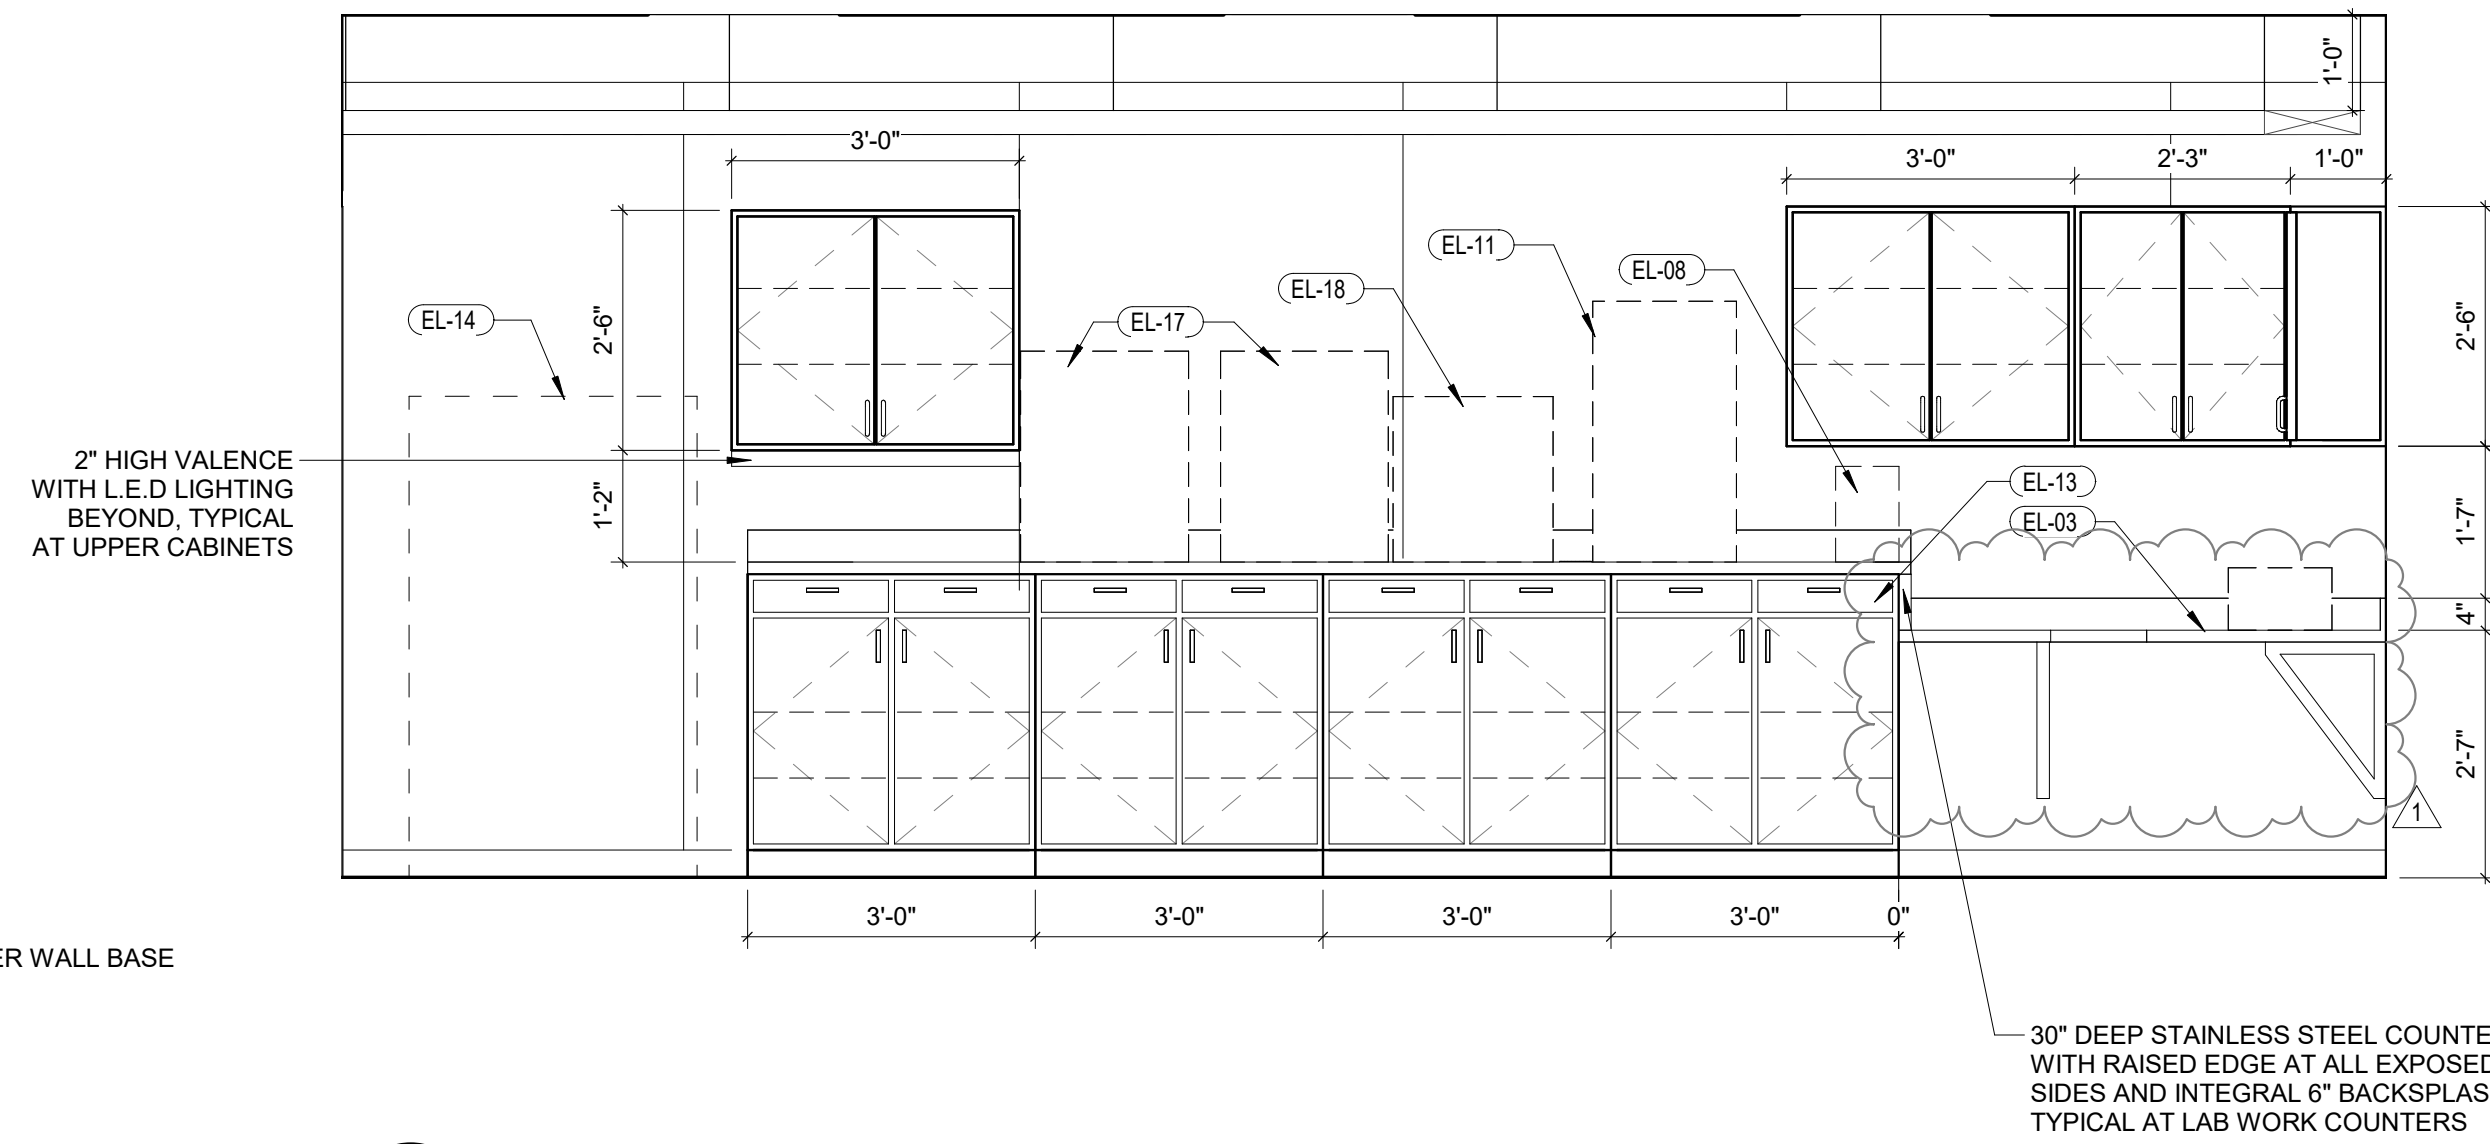 1'-0"
3'-0"
3'-0"
2'-3"
1'-0"
EL-11
EL-08
EL-18
EL-14
EL-17
2'-6"
2'-6"
2" HIGH VALENCE
WITH L.E.D LIGHTING
BEYOND, TYPICAL
AT UPPER CABINETS
1'-2"
EL-13
EL-03
1'-7"
4"
2'-7"
1
3'-0"
3'-0"
3'-0"
3'-0"
0"
ER WALL BASE
30" DEEP STAINLESS STEEL COUNTE
WITH RAISED EDGE AT ALL EXPOSED
SIDES AND INTEGRAL 6" BACKSPLAS
TYPICAL AT LAB WORK COUNTERS